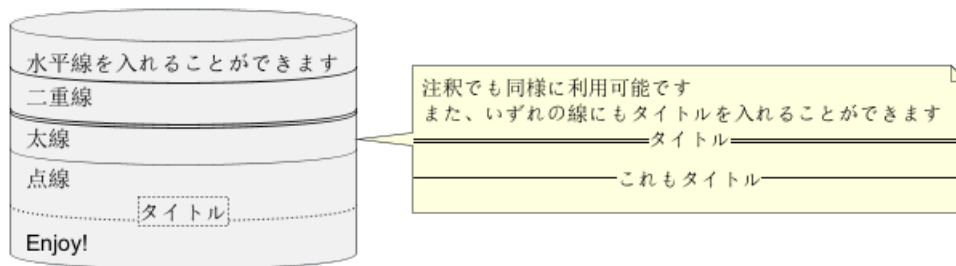 水平線を入れることができます
二重線
太線
点線
タイトル
Enjoy!
注釈でも同様に利用可能です
また、いずれの線にもタイトルを入れることができます
タイトル
これもタイトル